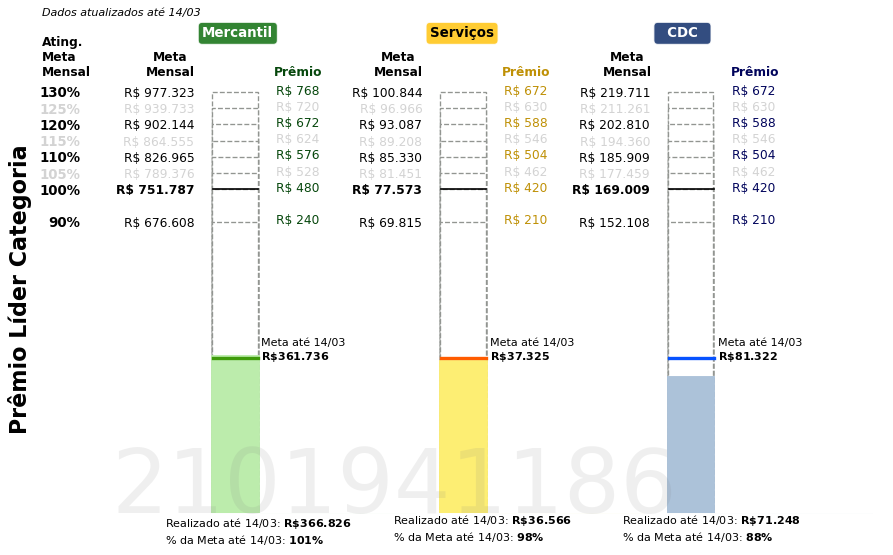 Dados atualizados até 14/03
Mercantil Serviços CDC
Ating.
Meta Meta Meta Meta
Mensal Mensal Prêmio Mensal Prêmio Mensal Prêmio
130% R$ 977.323 R$ 768 R$ 100.844 R$ 672 R$ 219.711 R$ 672
125% R$ 939.733 R$ 720 R$ 96.966 R$ 630 R$ 211.261 R$ 630
120% R$ 902.144 R$ 672 R$ 93.087 R$ 588 R$ 202.810 R$ 588
115% R$ 864.555 R$ 624 R$ 89.208 R$ 546 R$ 194.360 R$ 546
110% R$ 826.965 R$ 576 R$ 85.330 R$ 504 R$ 185.909 R$ 504
105% R$ 789.376 R$ 528 R$ 81.451 R$ 462 R$ 177.459 R$ 462
100% R$ 751.787 R$ 480 R$ 77.573 R$ 420 R$ 169.009 R$ 420
90% R$ 676.608 R$ 240 R$ 69.815 R$ 210 R$ 152.108 R$ 210
Prêmio Líder Categoria
Meta até 14/03 Meta até 14/03 Meta até 14/03
R$361.736 R$37.325 R$81.322
2101941186
Realizado até 14/03: R$366.826 Realizado até 14/03: R$36.566 Realizado até 14/03: R$71.248
% da Meta até 14/03: 101% % da Meta até 14/03: 98% % da Meta até 14/03: 88%